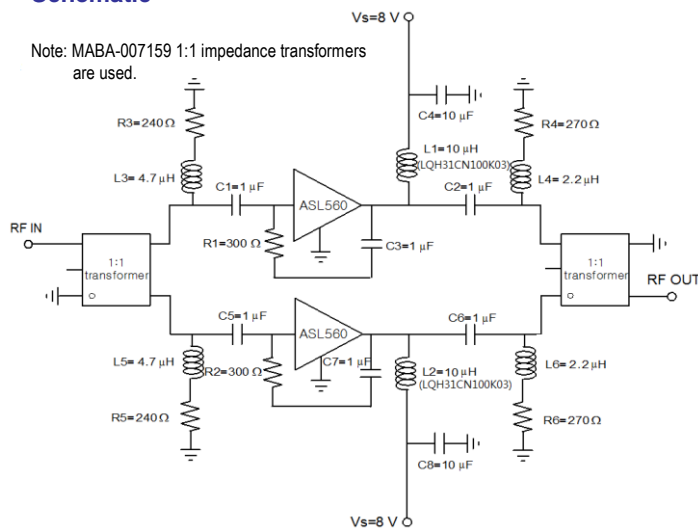 Schematic
Vs=8 V
Note: MABA-007159 1:1 impedance transformers
are used.
C4=10 μF
R3=240Ω
R4=270Ω
L1=10 μH
(LQH31CN100K03)
L3= 4.7 μH
C1=1 μF
C2=1 μF
L4= 2.2 μH
ASL560
RF IN
R1=300 Ω
C3=1 μF
1:1
transformer
1:1
transformer
RF OUT
C5=1 μF
ASL560
C6=1 μF
L5= 4.7 μH
R2=300 Ω
C7=1 μF
L2=10 μH
(LQH31CN100K03)
L6=2.2 μH
R5=240Ω
R6=270Ω
C8=10 μF
Vs=8 V